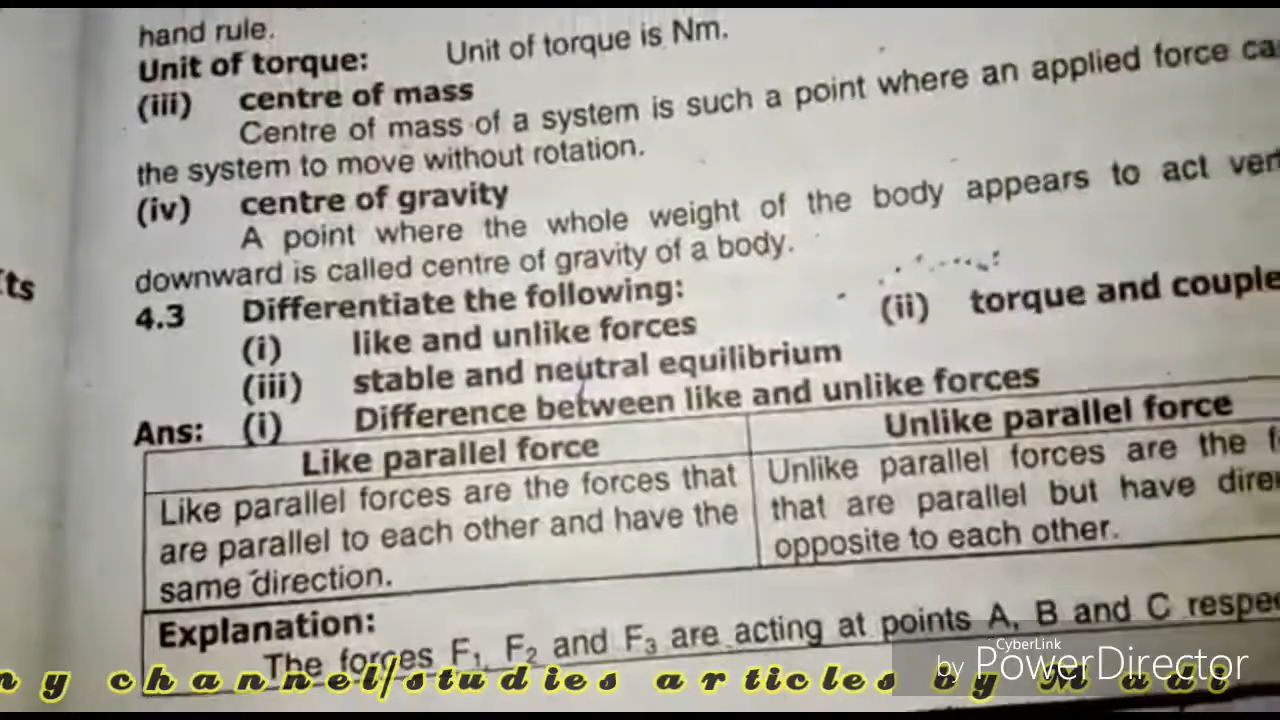 hand rule.
Unit of torque: Unit of torque is Nm.
(iii) centre of mass
Centre of mass of a system is such a point where an applied force
the system to move without rotation.
(iv) centre of gravity
A point where the whole weight of the body appears to act
downward is called centre of gravity of a body.
4.3 Differentiate the following:
(i) like and unlike forces (ii) torque and couple
(iii) stable and neutral equilibrium
Ans: (i) Difference between like and unlike forces
Like parallel force
Like parallel forces are the forces that
are parallel to each other and have the
same direction.
Unlike parallel force
Unlike parallel forces are the
that are parallel but have
opposite to each other.
Explanation:
The forces F₁, F₂ and F₃ are acting at points A, B and C
channel/studies articles by
CyberLink
by PowerDirector